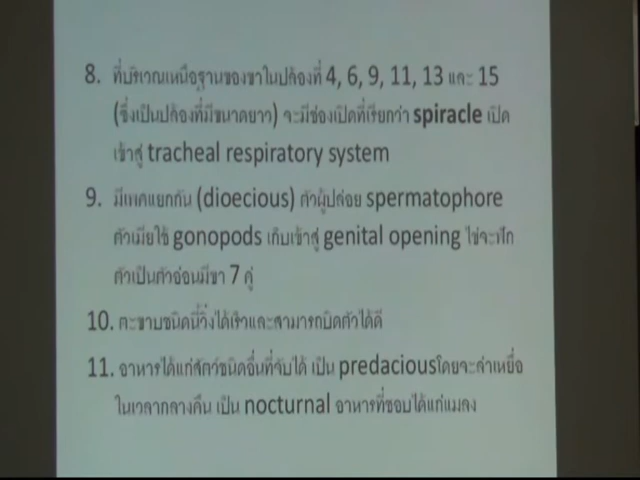 8. ที่บริเวณเหนือฐานของขาในปล้องที่ 4, 6, 9, 11, 13 และ 15
(ซึ่งเป็นปล้องที่มีขนาดยาว) จะมีช่องเปิดที่เรียกว่า spiracle เปิด
เข้าสู่ tracheal respiratory system
9. มีเพศแยกกัน (dioecious) ตัวผู้ปล่อย spermatophore
ตัวเมียใช้ gonopods เก็บเข้าสู่ genital opening ไข่จะฟัก
ตัวเป็นตัวอ่อนมีขา 7 คู่
10. ตะขาบชนิดนี้วิ่งได้เร็วและสามารถบิดตัวได้ดี
11. อาหารได้แก่สัตว์ชนิดอื่นที่จับได้ เป็น predaciousโดยจะล่าเหยื่อ
ในเวลากลางคืน เป็น nocturnal อาหารที่ชอบได้แก่แมลง